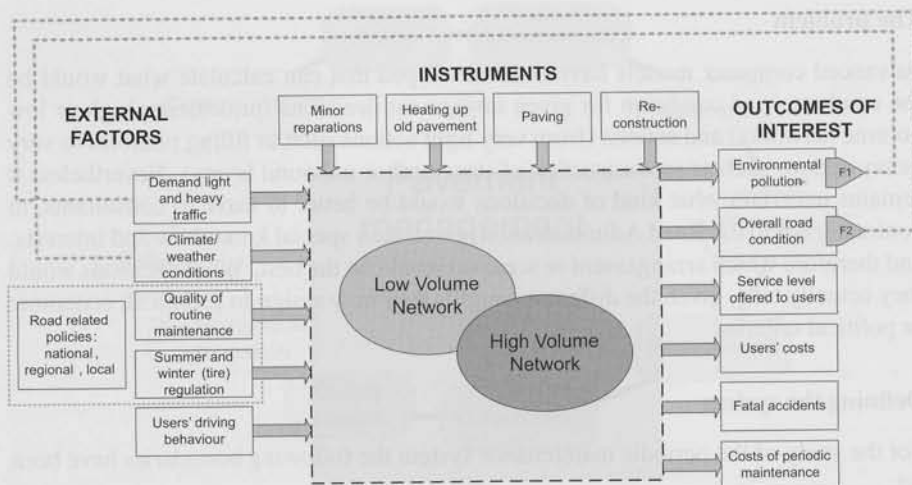 INSTRUMENTS
EXTERNAL
FACTORS
OUTCOMES OF
INTEREST
Minor
reparations
Heating up
old pavement
Paving
Re-
construction
Demand light
and heavy
traffic
Climate/
weather
conditions
Quality of
routine
maintenance
Summer and
winter (tire)
regulation
Users' driving
behaviour
Road related
policies:
national,
regional , local
Low Volume
Network
High Volume
Network
Environmental
pollution
F1
Overall road
condition
F2
Service level
offered to users
Users' costs
Fatal accidents
Costs of periodic
maintenance